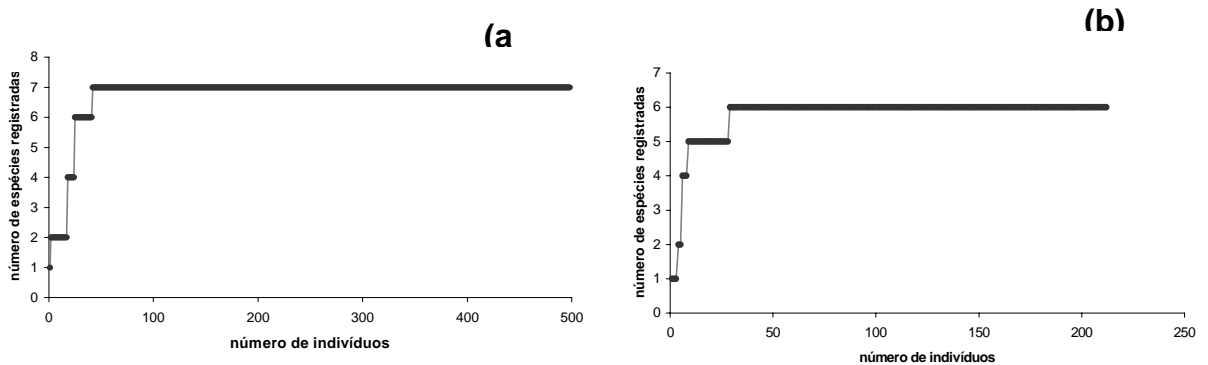 (a
número de espécies registradas
8
7
6
5
4
3
2
1
0
0 100 200 300 400 500
número de indivíduos
(b)
número de espécies registradas
7
6
5
4
3
2
1
0
0 50 100 150 200 250
número de indivíduos